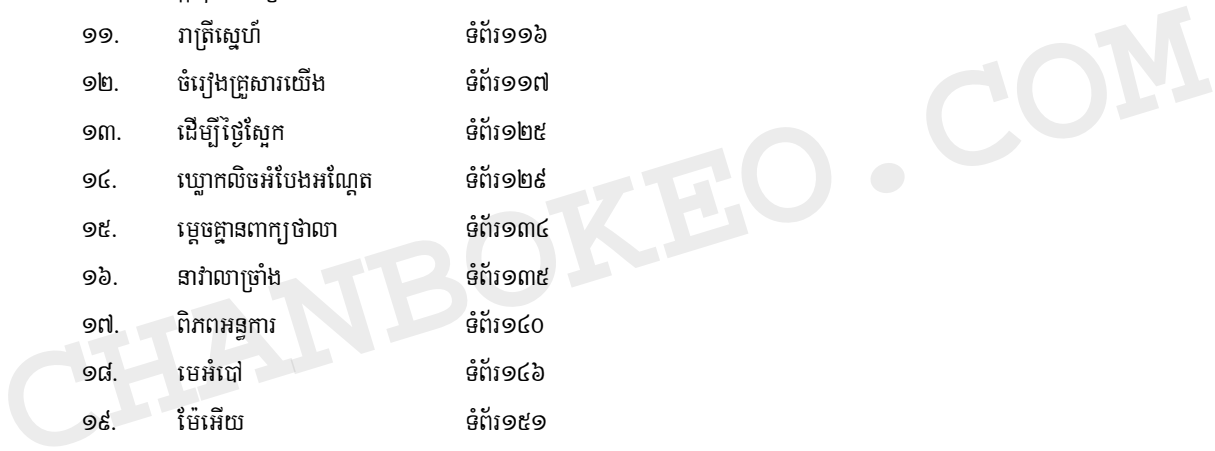 ១១. រាត្រីស្នេហ៍ ទំព័រ១១៦
១២. ចំរៀងគ្រួសារយើង ទំព័រ១១៧
១៣. ដើម្បីថ្ងៃស្អែក ទំព័រ១២៥
១៤. ឃ្លោកលិចអំបែងអណ្ដែត ទំព័រ១២៩
១៥. ម្ដេចគ្មានពាក្យថាលា ទំព័រ១៣៤
១៦. នាវាលាច្រាំង ទំព័រ១៣៥
១៧. ពិភពអន្ធការ ទំព័រ១៤០
១៨. មេអំបៅ ទំព័រ១៤៦
១៩. ម៉ែអើយ ទំព័រ១៥១
CHANBOKEO.COM